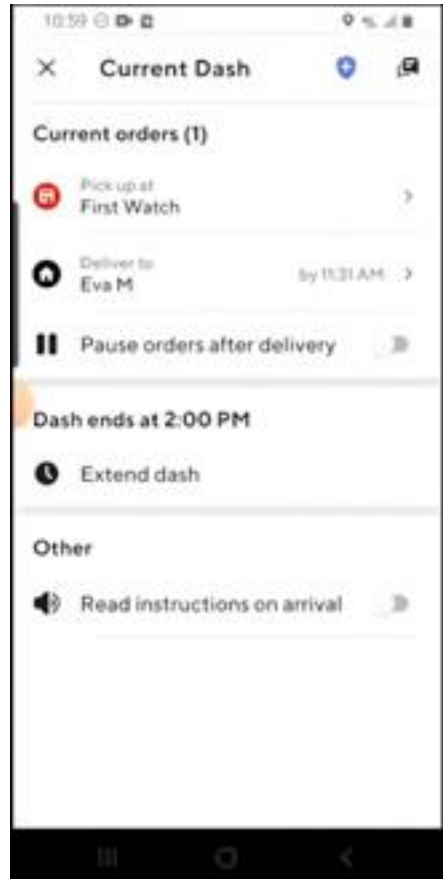 10:59
Current Dash
Current orders (1)
Pick up at
First Watch
Deliver to
Eva M
by 11:31 AM
Pause orders after delivery
Dash ends at 2:00 PM
Extend dash
Other
Read instructions on arrival